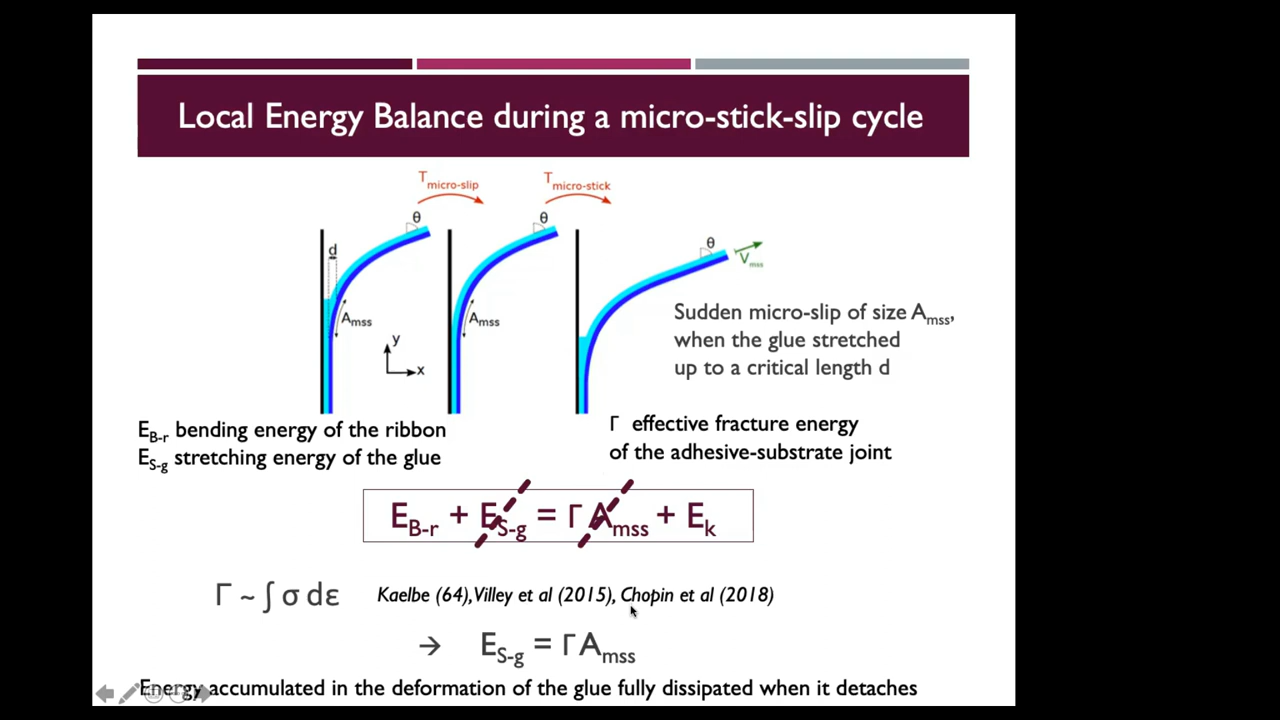 Local Energy Balance during a micro-stick-slip cycle
T micro-slip
T micro-stick
θ
θ
θ
d
V mss
A mss
A mss
y
x
Sudden micro-slip of size A mss,
when the glue stretched
up to a critical length d
E B-r bending energy of the ribbon
E S-g stretching energy of the glue
Γ effective fracture energy
of the adhesive-substrate joint
E B-r + E S-g = Γ A mss + E k
Γ ~ ∫ σ dε
Kaelbe (64), Villey et al (2015), Chopin et al (2018)
→ E S-g = Γ A mss
Energy accumulated in the deformation of the glue fully dissipated when it detaches